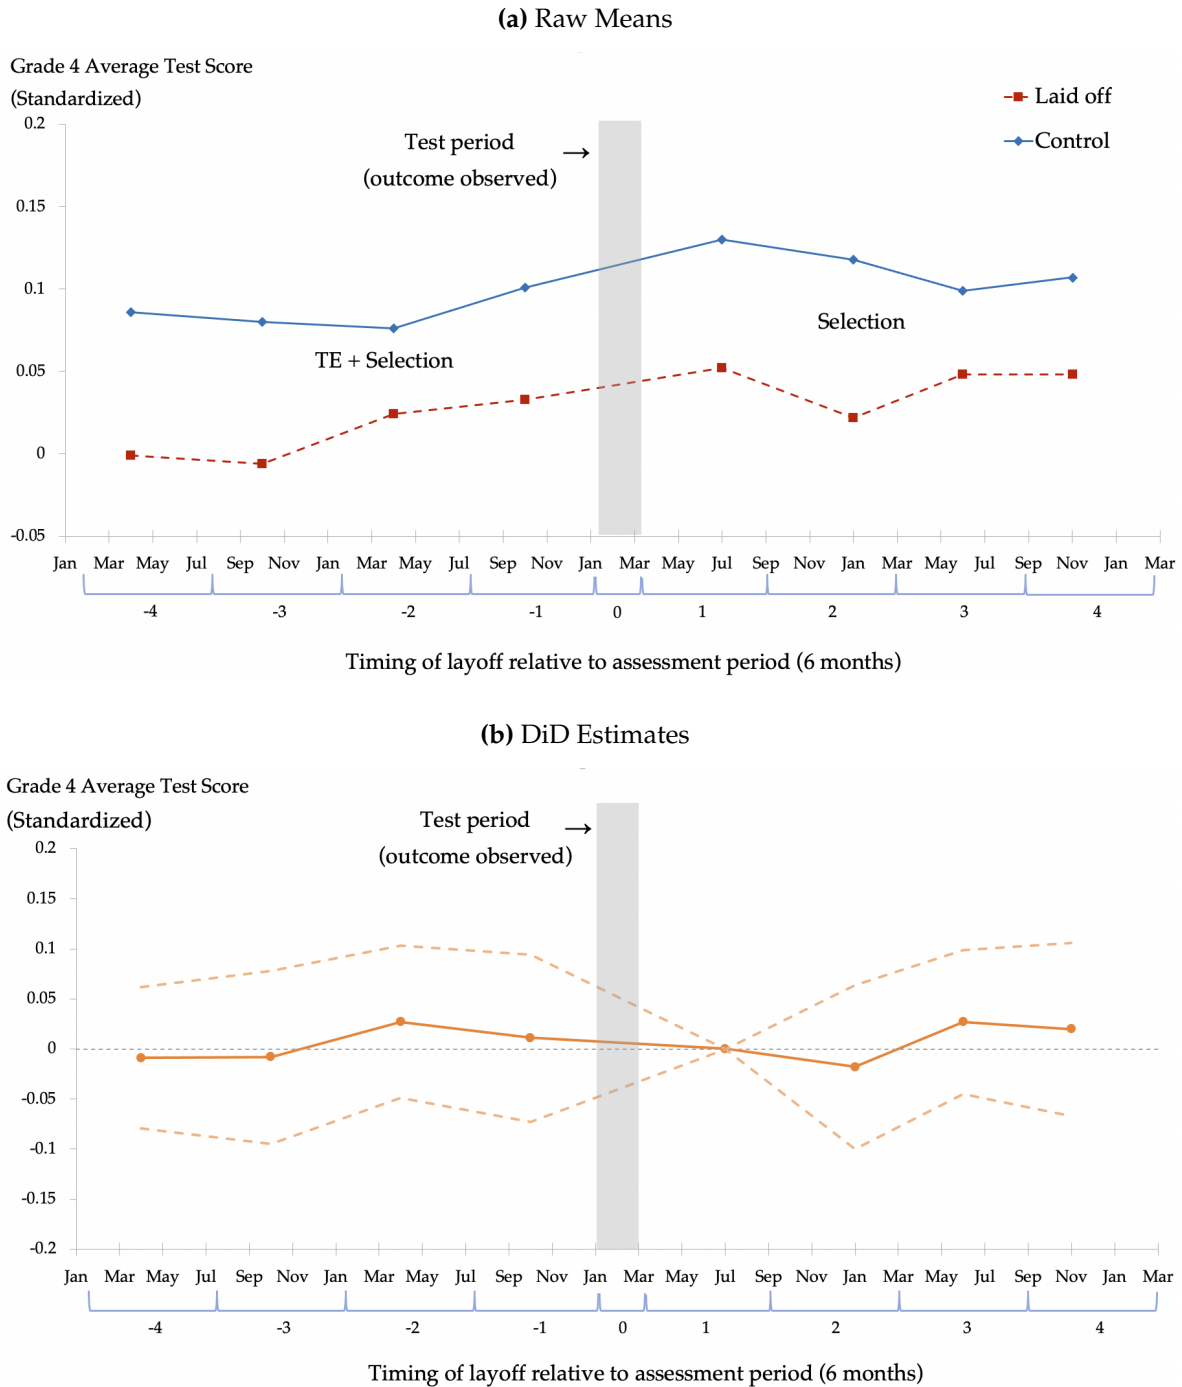 (a) Raw Means
Grade 4 Average Test Score
(Standardized)
Laid off
Control
Test period →
(outcome observed)
0.2
0.15
0.1
0.05
0
-0.05
TE + Selection
Selection
Jan Mar May Jul Sep Nov Jan Mar May Jul Sep Nov Jan Mar May Jul Sep Nov Jan Mar May Jul Sep Nov Jan Mar
-4 -3 -2 -1 0 1 2 3 4
Timing of layoff relative to assessment period (6 months)
(b) DiD Estimates
Grade 4 Average Test Score
(Standardized)
Test period →
(outcome observed)
0.2
0.15
0.1
0.05
0
-0.05
-0.1
-0.15
-0.2
Jan Mar May Jul Sep Nov Jan Mar May Jul Sep Nov Jan Mar May Jul Sep Nov Jan Mar May Jul Sep Nov Jan Mar
-4 -3 -2 -1 0 1 2 3 4
Timing of layoff relative to assessment period (6 months)